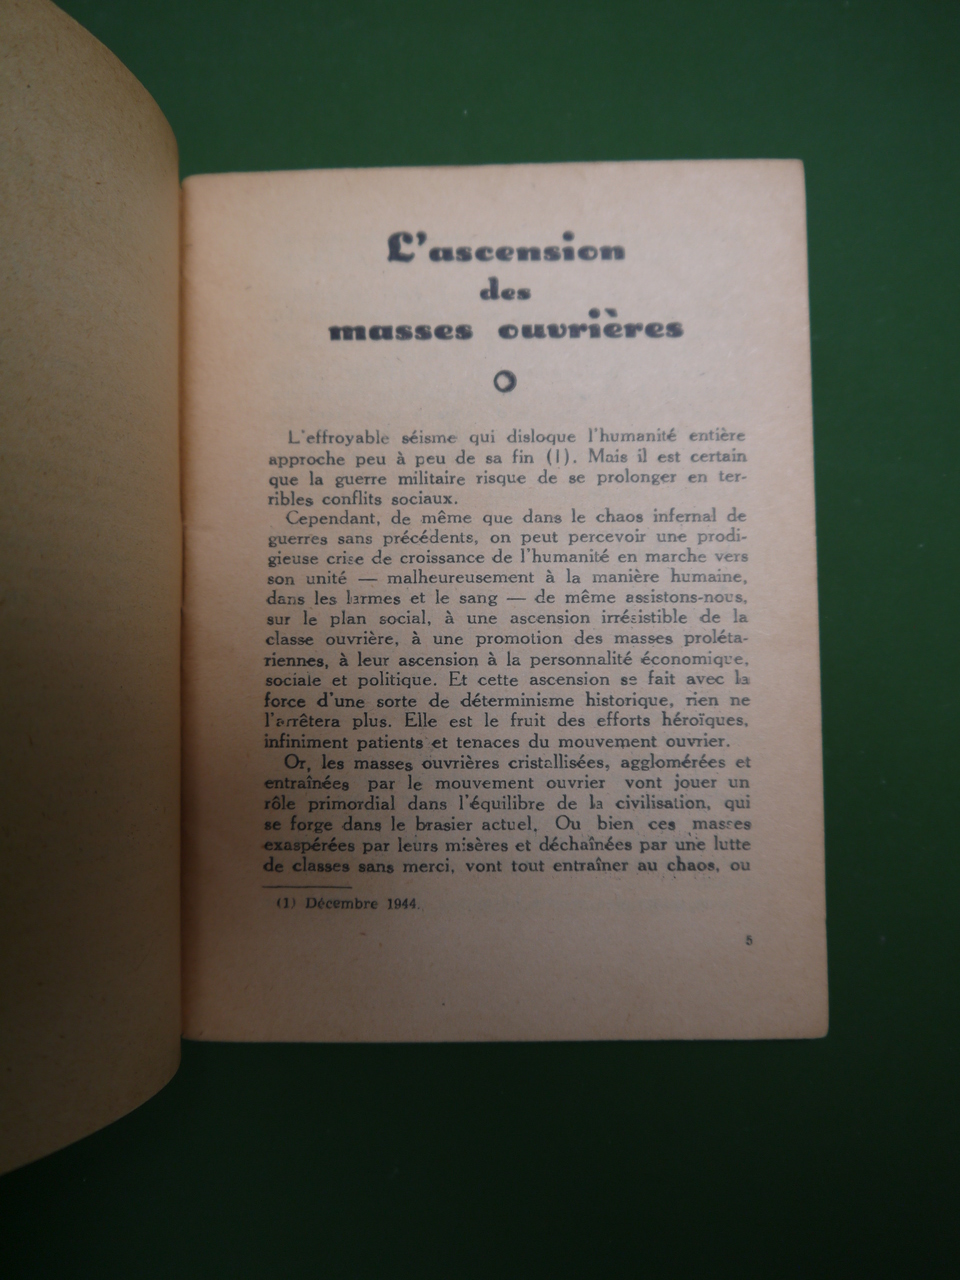 L'ascension
des
masses ouvrières
L'effroyable séisme qui disloque l'humanité entière
approche peu à peu de sa fin (1). Mais il est certain
que la guerre militaire risque de se prolonger en ter-
ribles conflits sociaux.
Cependant, de même que dans le chaos infernal de
guerres sans précédents, on peut percevoir une prodi-
gieuse crise de croissance de l'humanité en marche vers
son unité — malheureusement à la manière humaine,
dans les larmes et le sang — de même assistons-nous,
sur le plan social, à une ascension irrésistible de la
classe ouvrière, à une promotion des masses proléta-
riennes, à leur ascension à la personnalité économique,
sociale et politique. Et cette ascension se fait avec la
force d'une sorte de déterminisme historique, rien ne
l'arrêtera plus. Elle est le fruit des efforts héroïques,
infiniment patients et tenaces du mouvement ouvrier.
Or, les masses ouvrières cristallisées, agglomérées et
entraînées par le mouvement ouvrier vont jouer un
rôle primordial dans l'équilibre de la civilisation, qui
se forge dans le brasier actuel. Ou bien ces masses
exaspérées par leurs misères et déchaînées par une lutte
de classes sans merci, vont tout entraîner au chaos, ou
(1) Décembre 1944.
5